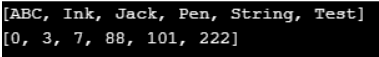 [ABC, Ink, Jack, Pen, String, Test]
[0, 3, 7, 88, 101, 222]